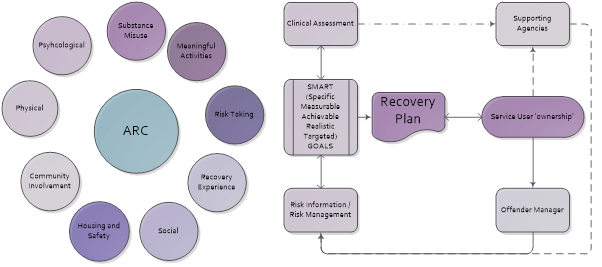 Substance
Misuse
Meaningful
Activities
Risk Taking
Recovery
Experience
Social
Housing and
Safety
Community
Involvement
Physical
Psyhcological
ARC
Clinical Assessment
Supporting
Agencies
SMART
(Specific
Measurable
Achievable
Realistic
Targeted)
GOALS
Recovery
Plan
Service User 'ownership'
Risk Information /
Risk Management
Offender Manager